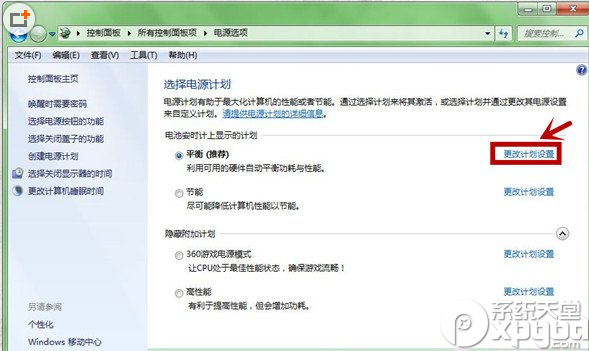 控制面板 ▸ 所有控制面板项 ▸ 电源选项
搜索控制...
文件(F) 编辑(E) 查看(V) 工具(T) 帮助(H)
控制面板主页
唤醒时需要密码
选择电源按钮的功能
选择关闭盖子的功能
创建电源计划
选择关闭显示器的时间
更改计算机睡眠时间
另请参阅
个性化
Windows 移动中心
选择电源计划
电源计划有助于最大化计算机的性能或者节能。通过选择计划来将其激活，或选择计划并通过更改其电源设置
来自定义计划。请提供电源计划的详细信息。
电池安时计上显示的计划
平衡 (推荐) 更改计划设置
利用可用的硬件自动平衡功耗与性能。
节能 更改计划设置
尽可能降低计算机性能以节能。
隐藏附加计划
360游戏电源模式 更改计划设置
让CPU处于最佳性能状态，确保游戏流畅！
高性能 更改计划设置
有利于提高性能，但会增加功耗。
系统天堂